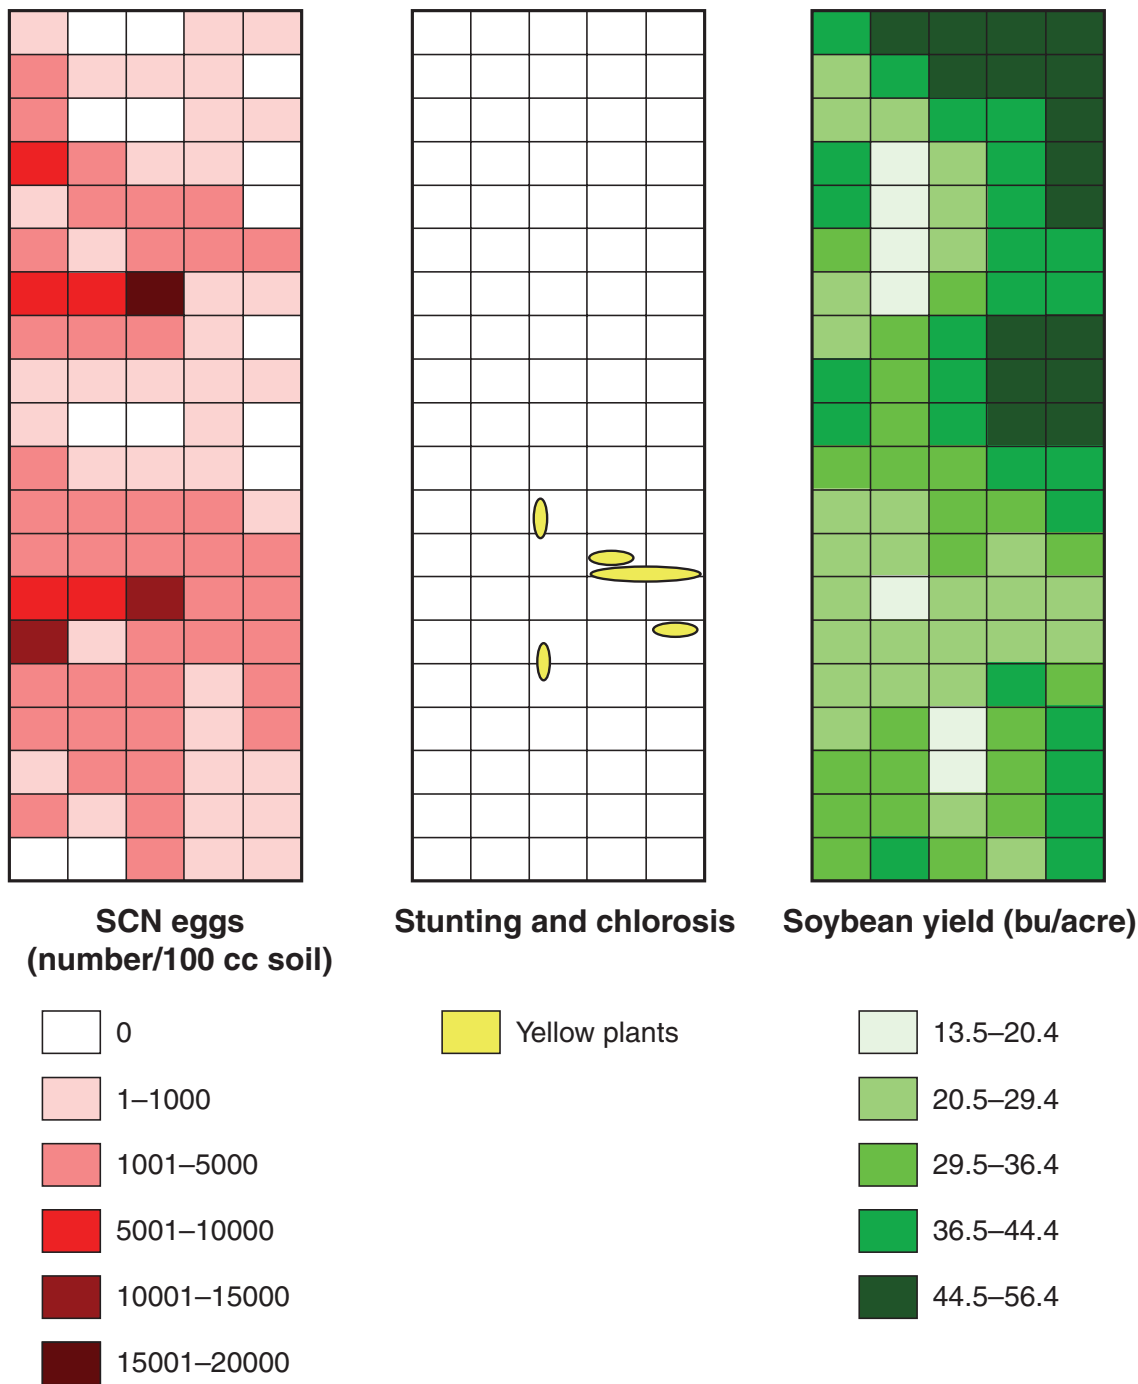 SCN eggs
(number/100 cc soil)
0
1–1000
1001–5000
5001–10000
10001–15000
15001–20000
Stunting and chlorosis
Yellow plants
Soybean yield (bu/acre)
13.5–20.4
20.5–29.4
29.5–36.4
36.5–44.4
44.5–56.4